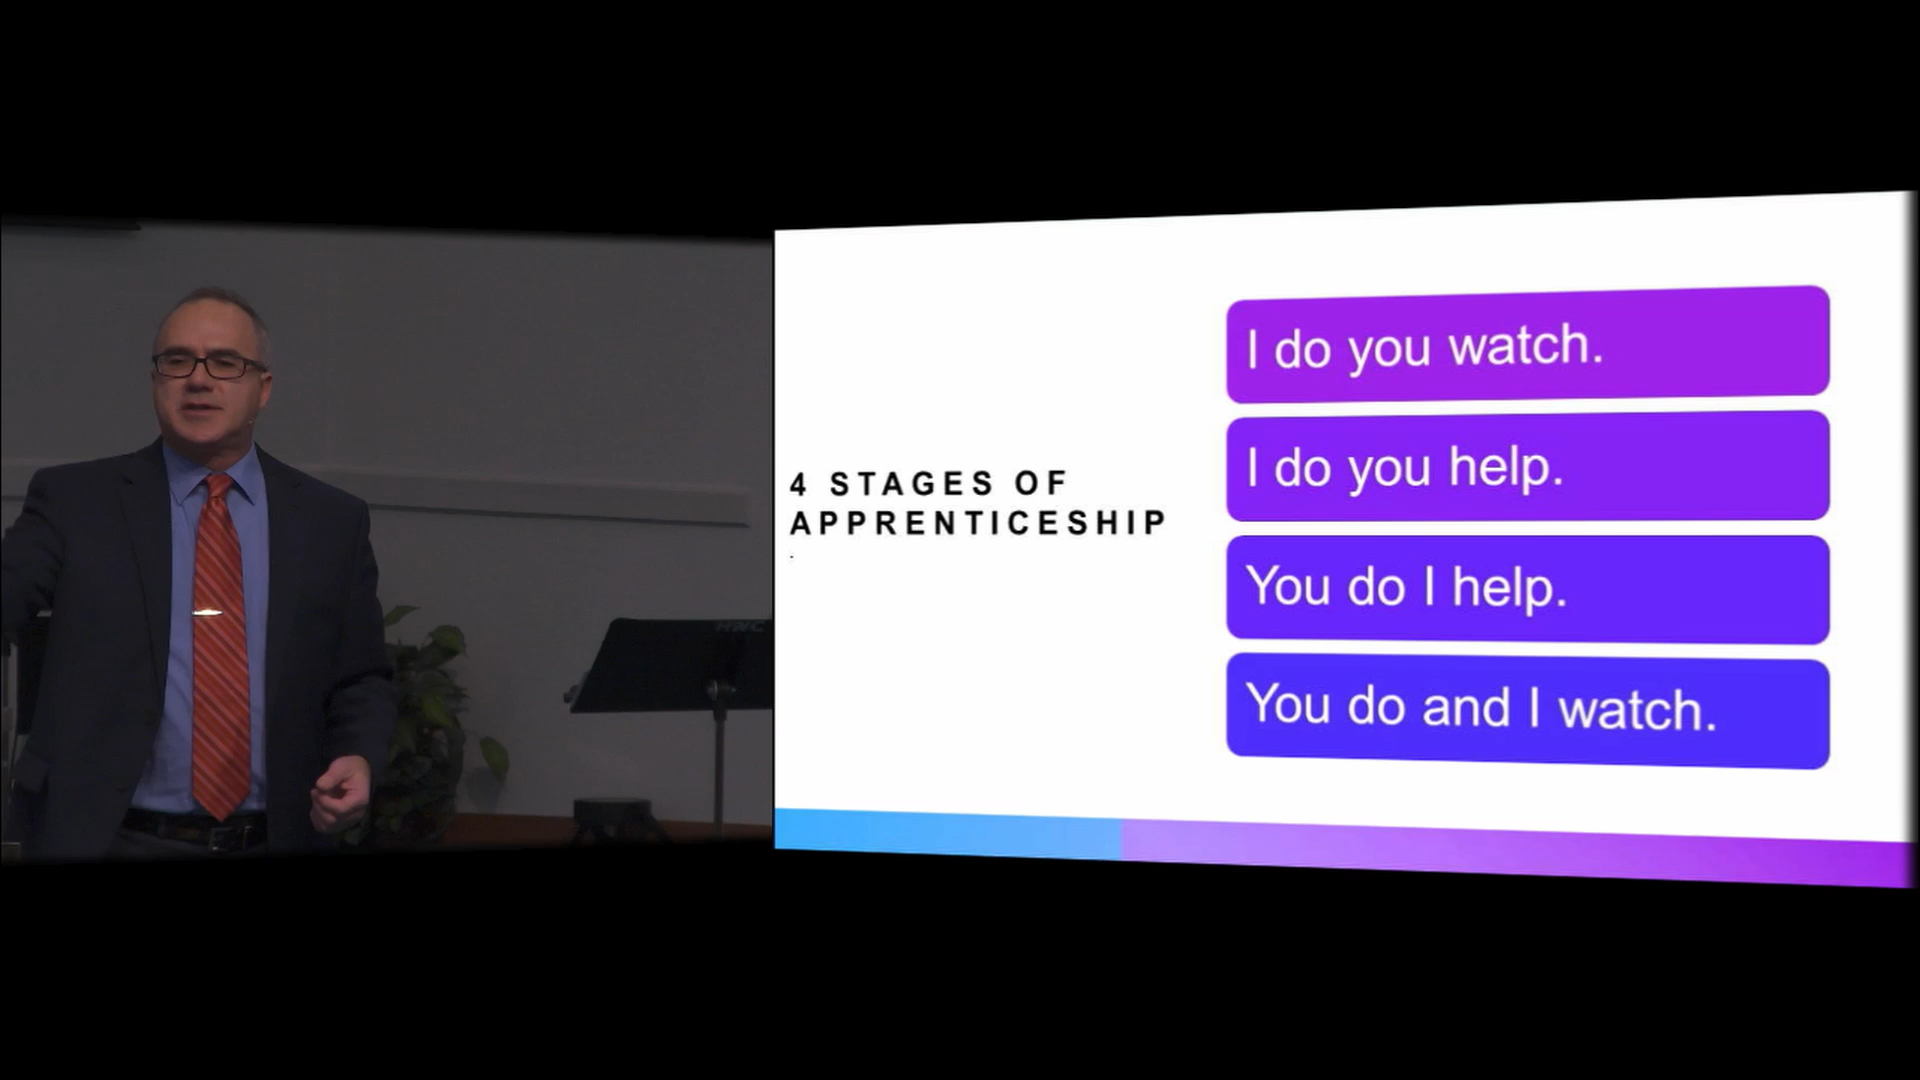 4 STAGES OF
APPRENTICESHIP
.
I do you watch.
I do you help.
You do I help.
You do and I watch.